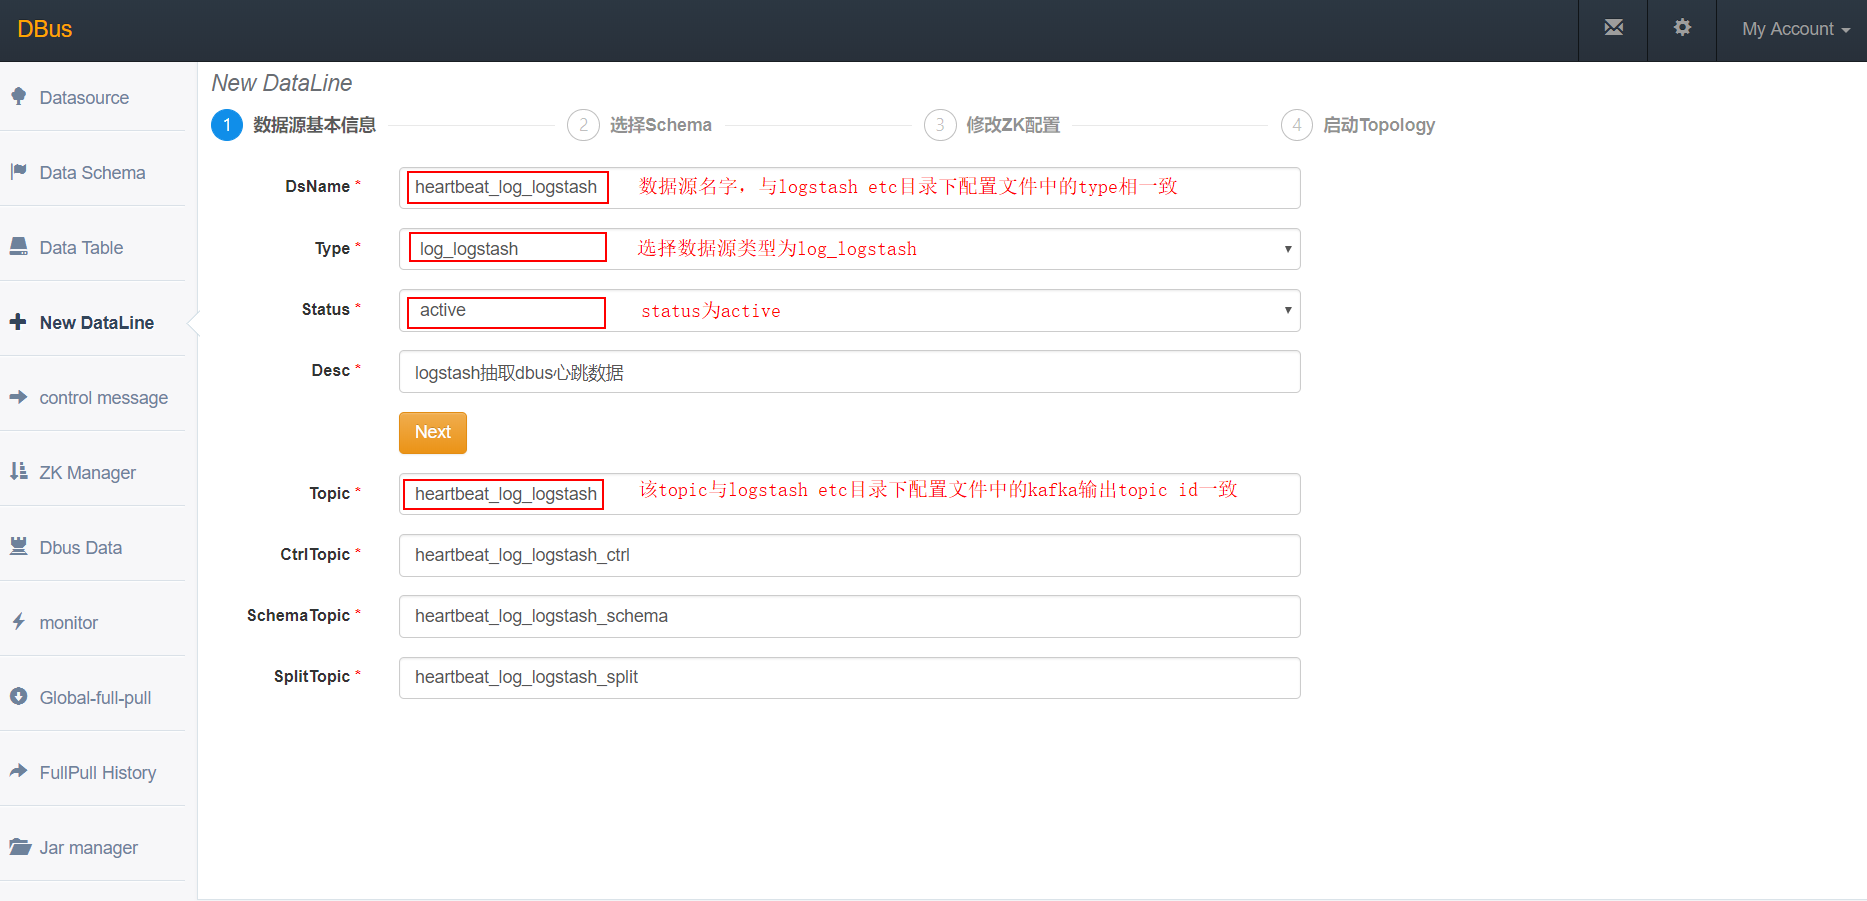 DBus
My Account
Datasource
Data Schema
Data Table
New DataLine
control message
ZK Manager
Dbus Data
monitor
Global-full-pull
FullPull History
Jar manager
New DataLine
1 数据源基本信息
2 选择Schema
3 修改ZK配置
4 启动Topology
DsName * heartbeat_log_logstash 数据源名字，与logstash etc目录下配置文件中的type相一致
Type * log_logstash 选择数据源类型为log_logstash
Status * active status为active
Desc * logstash抽取dbus心跳数据
Next
Topic * heartbeat_log_logstash 该topic与logstash etc目录下配置文件中的kafka输出topic id一致
CtrlTopic * heartbeat_log_logstash_ctrl
SchemaTopic * heartbeat_log_logstash_schema
SplitTopic * heartbeat_log_logstash_split